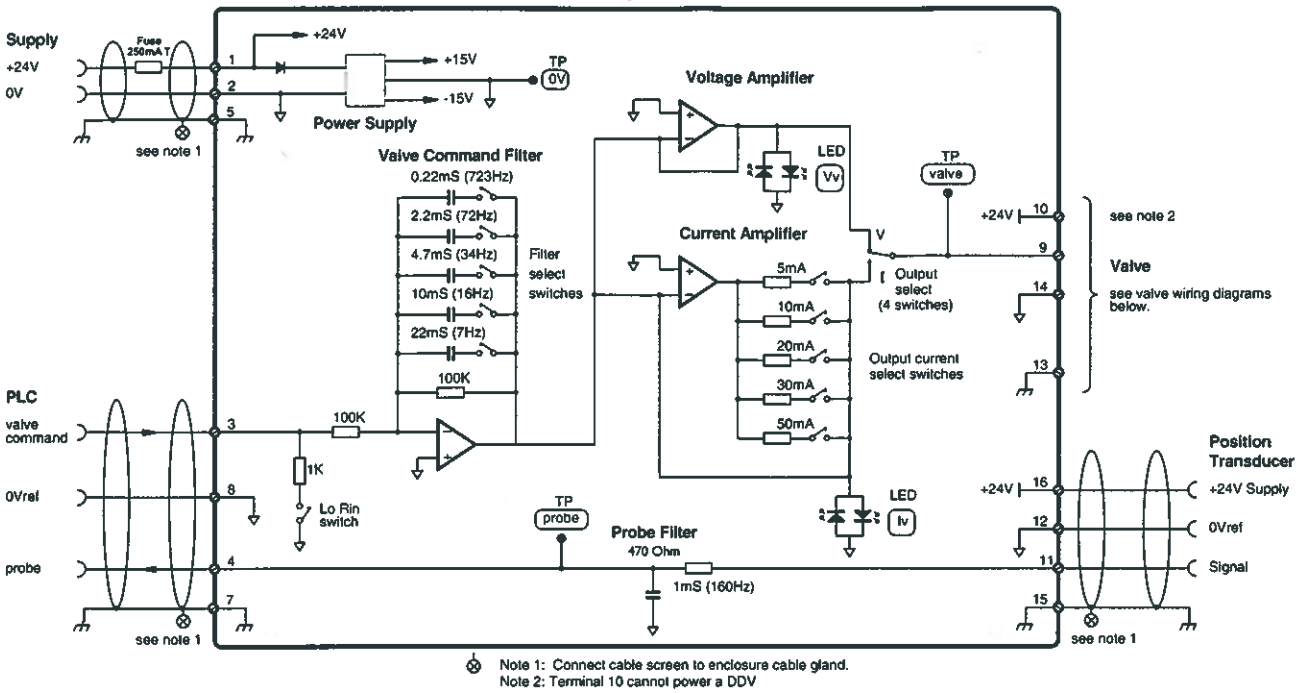 Supply
+24V
0V
Fuse
250mA T
1
2
5
see note 1
+24V
+15V
-15V
TP
0V
Power Supply
Valve Command Filter
0.22mS (723Hz)
2.2mS (72Hz)
4.7mS (34Hz)
10mS (16Hz)
22mS (7Hz)
Filter
select
switches
100K
Voltage Amplifier
+
-
LED
Vv
Current Amplifier
+
-
5mA
10mA
20mA
30mA
50mA
Output current
select switches
V
I
Output
select
(4 switches)
TP
valve
+24V
10
see note 2
9
Valve
14
see valve wiring diagrams
below.
13
PLC
valve
command
3
100K
-
+
1K
Lo Rin
switch
0Vref
8
probe
4
7
see note 1
TP
probe
Probe Filter
470 Ohm
1mS (160Hz)
LED
Iv
Position
Transducer
+24V
16
+24V Supply
12
0Vref
11
Signal
15
see note 1
Note 1: Connect cable screen to enclosure cable gland.
Note 2: Terminal 10 cannot power a DDV